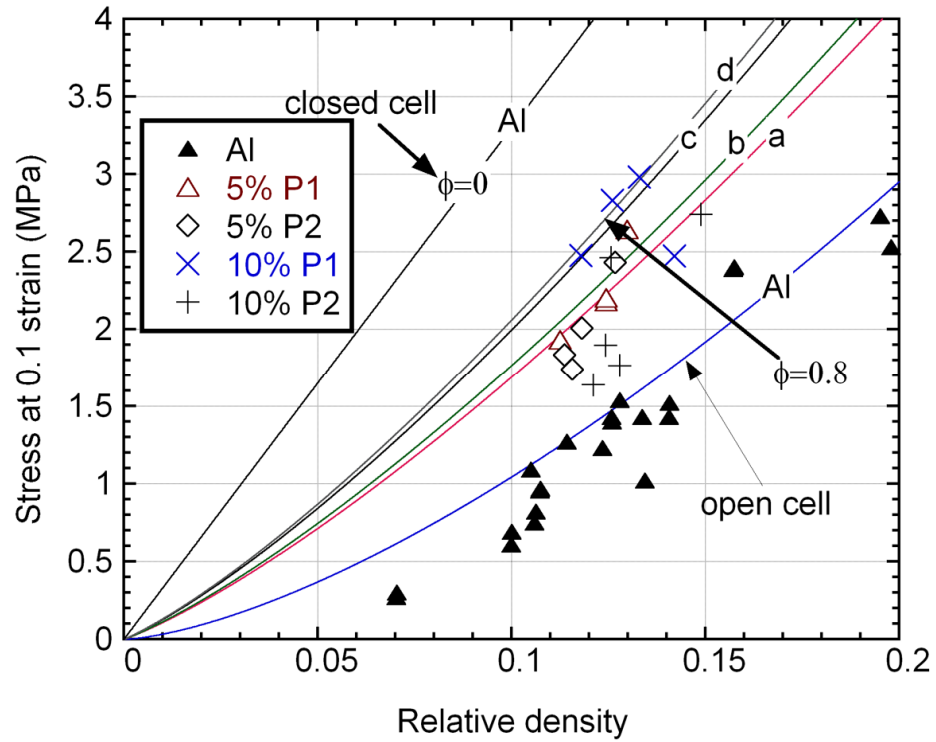 4
3.5
3
2.5
2
1.5
1
0.5
0
Stress at 0.1 strain (MPa)
closed cell
Al
ϕ=0
d
c
b
a
Al
5% P1
5% P2
10% P1
10% P2
Al
ϕ=0.8
open cell
0
0.05
0.1
0.15
0.2
Relative density